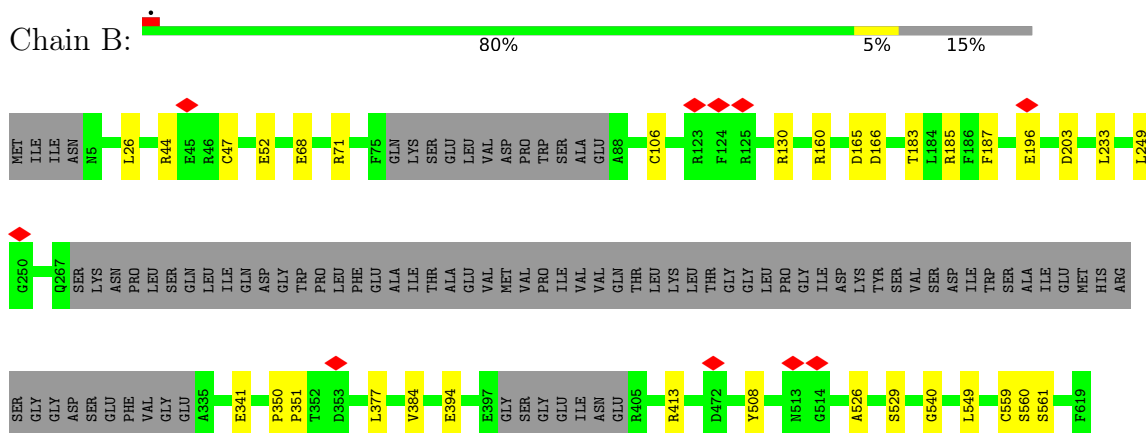 Chain B:
80% 5% 15%
MET ILE ILE ASN N5 L26 R44 E45 R46 C47 E52 E68 R71 F75 GLN LYS SER GLU LEU VAL ASP PRO TRP SER ALA GLU A88 C106 R123 F124 R125 R130 R160 D165 D166 T183 L184 R185 F186 F187 E196 D203 L233 L249
G250 Q267 SER LYS ASN PRO LEU SER GLN LEU ILE GLN ASP GLY TRP PRO LEU PHE GLU ALA ILE THR ALA GLU VAL MET VAL PRO ILE VAL VAL GLN THR LEU LYS LEU THR GLY GLY LEU PRO GLY ILE ASP LYS TYR SER VAL SER ASP ILE TRP SER ALA ILE GLU MET HIS ARG
SER GLY GLY ASP SER GLU PHE VAL GLY GLU A335 E341 P350 P351 T352 D353 L377 V384 E394 E397 GLY SER GLY GLU ILE ASN GLU R405 R413 D472 Y508 N513 G514 A526 S529 G540 L549 C559 S560 S561 F619